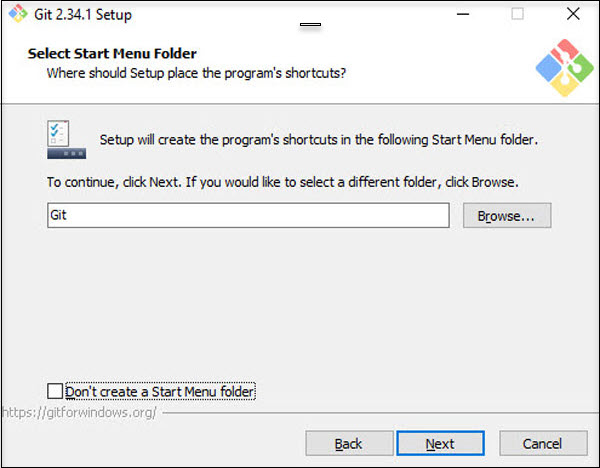 Git 2.34.1 Setup
Select Start Menu Folder
Where should Setup place the program's shortcuts?
Setup will create the program's shortcuts in the following Start Menu folder.
To continue, click Next. If you would like to select a different folder, click Browse.
Git
Browse...
Don't create a Start Menu folder
https://gitforwindows.org/
Back
Next
Cancel